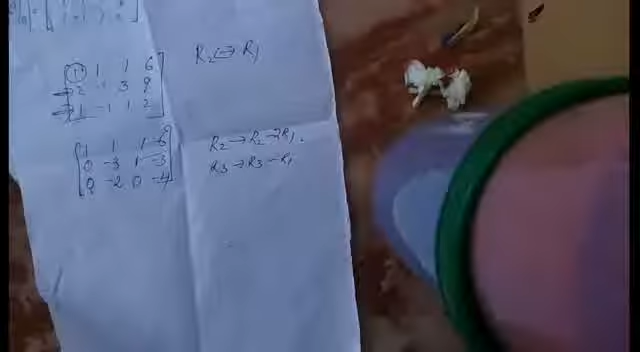 R2 ↔ R1
1 1 1 6
2 -1 3 9
1 -1 1 2
1 1 1 6
0 -3 1 -3
0 -2 0 -4
R2 → R2 - 2R1
R3 → R3 - R1